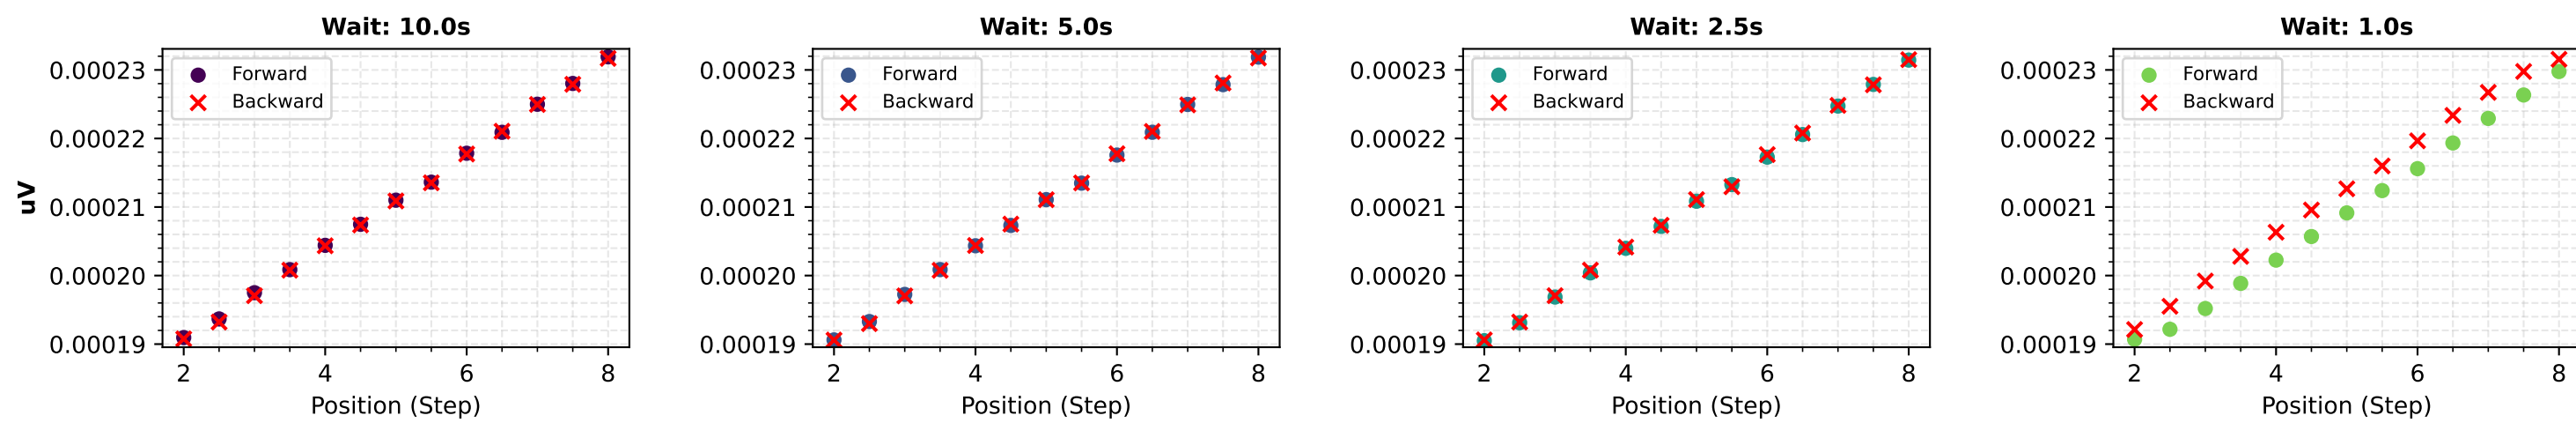 Wait: 10.0s
uV
0.00023
0.00022
0.00021
0.00020
0.00019
Forward
Backward
2 4 6 8
Position (Step)
Wait: 5.0s
0.00023
0.00022
0.00021
0.00020
0.00019
Forward
Backward
2 4 6 8
Position (Step)
Wait: 2.5s
0.00023
0.00022
0.00021
0.00020
0.00019
Forward
Backward
2 4 6 8
Position (Step)
Wait: 1.0s
0.00023
0.00022
0.00021
0.00020
0.00019
Forward
Backward
2 4 6 8
Position (Step)